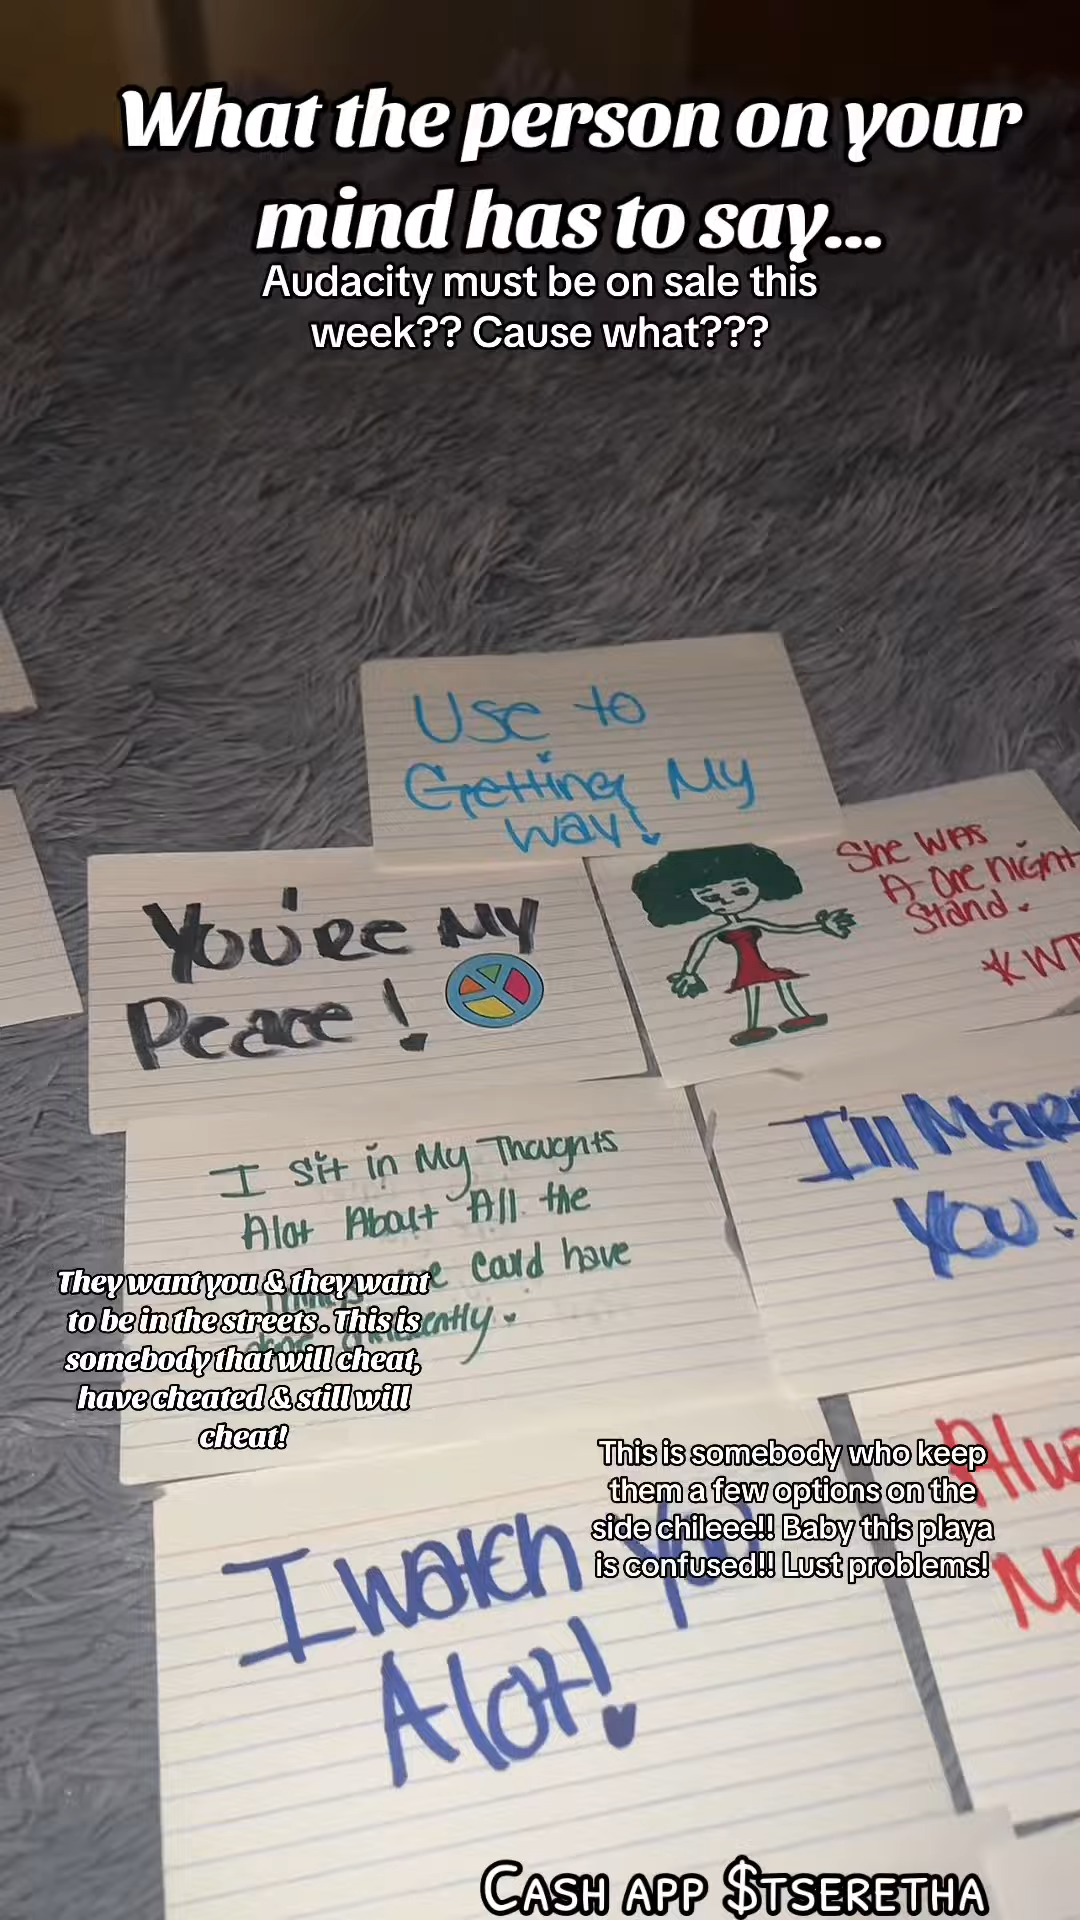 What the person on your
mind has to say...
Audacity must be on sale this
week?? Cause what???
Use to
Getting My
Way!
You're My
Peace!
She was
A One night
Stand.
I Sit in My Thoughts
Alot About All the
could have
I'll
You!
They want you & they want
to be in the streets. This is
somebody that will cheat,
have cheated & still will
cheat!
This is somebody who keep
them a few options on the
side chileee!! Baby this playa
is confused!! Lust problems!
I watch You
Alot!
Cash app $tseretha